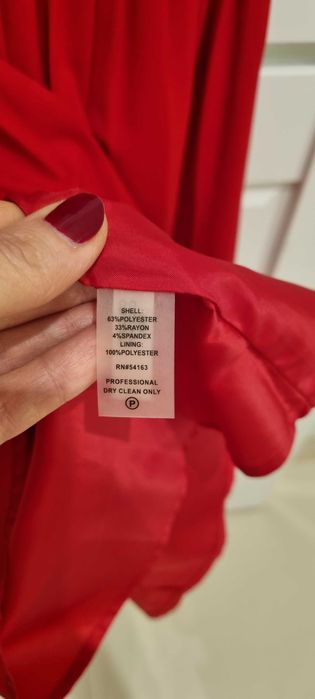 SHELL:
63%POLYESTER
33%RAYON
4%SPANDEX
LINING:
100%POLYESTER
RN#54163
PROFESSIONAL
DRY CLEAN ONLY
P